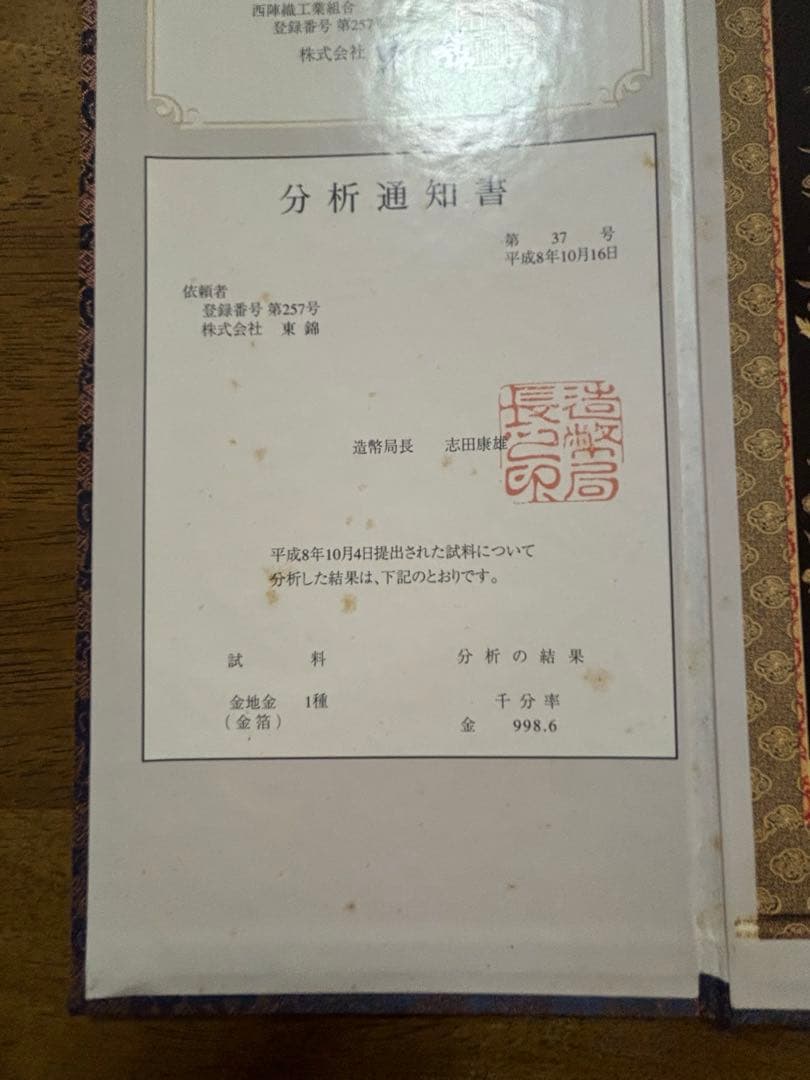 西陣織工業組合
登録番号 第257
株式会社
分析通知書
第 37 号
平成8年10月16日
依頼者
登録番号 第257号
株式会社 東錦
造幣局長 志田康雄
造幣局
長之印
平成8年10月4日提出された試料について
分析した結果は、下記のとおりです。
試料 分析の結果
金地金 1種 千分率
(金箔) 金 998.6